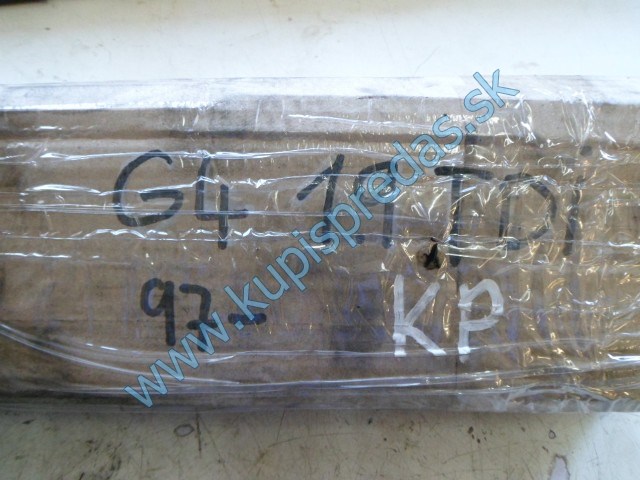 G4 1.9 TDi
97-
KP
www.kupispredas.sk